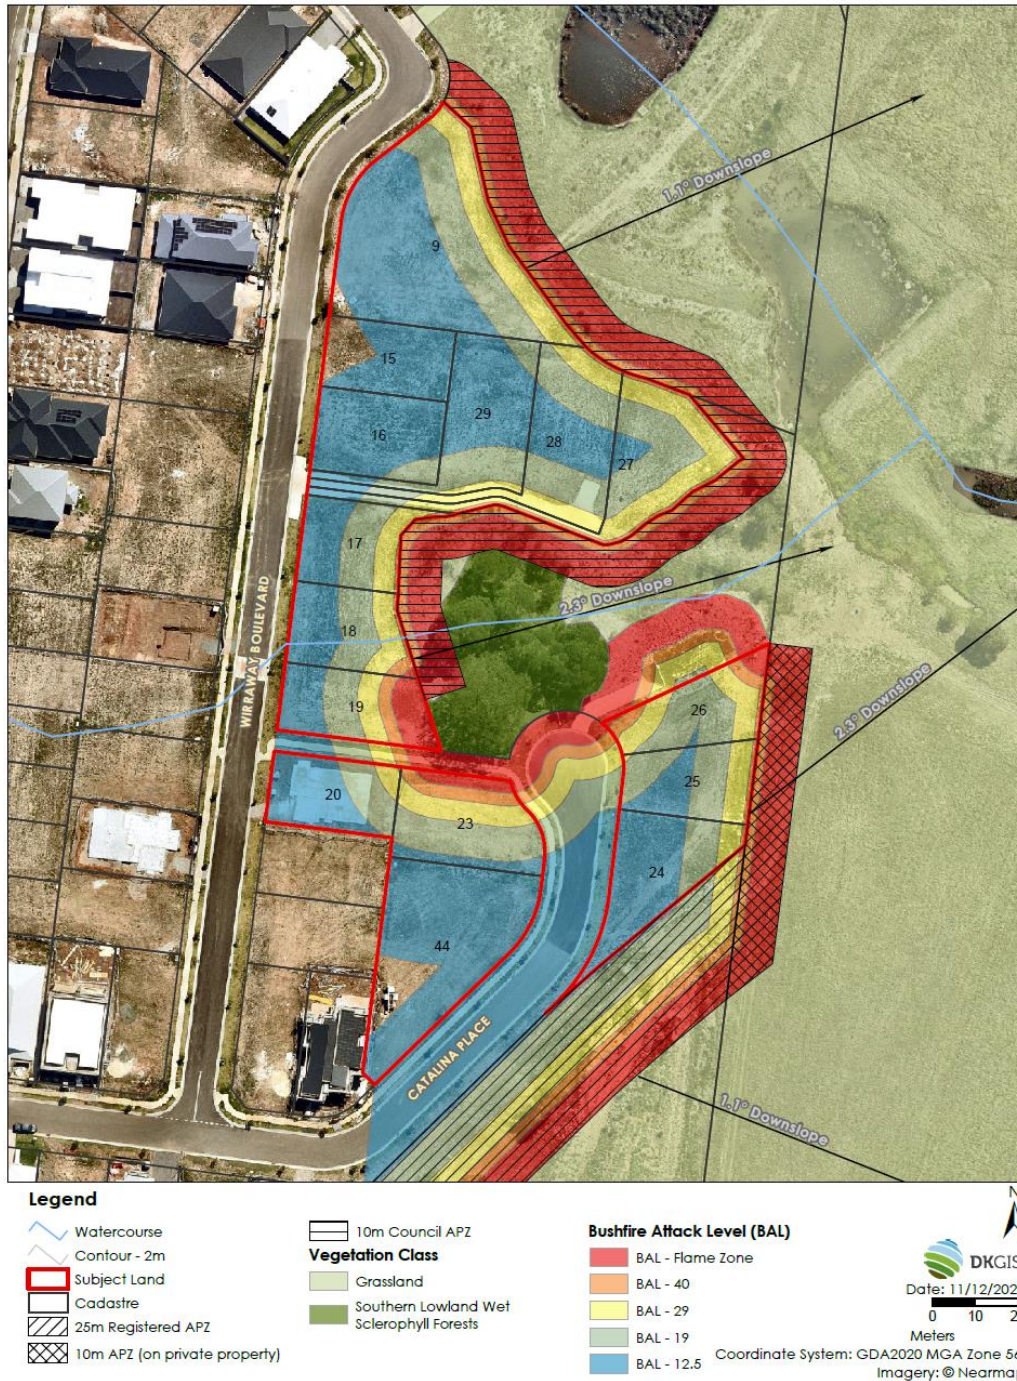 1.1° Downslope
9
15
29
16
28
27
17
2.3° Downslope
18
WIRRAWAY BOULEVARD
19
26
2.3° Downslope
25
20
23
24
44
CATALINA PLACE
1.1° Downslope
Legend
Watercourse
Contour - 2m
Subject Land
Cadastre
25m Registered APZ
10m APZ (on private property)
10m Council APZ
Vegetation Class
Grassland
Southern Lowland Wet
Sclerophyll Forests
Bushfire Attack Level (BAL)
BAL - Flame Zone
BAL - 40
BAL - 29
BAL - 19
BAL - 12.5
N
DKGIS
Date: 11/12/202
0 10 2
Meters
Coordinate System: GDA2020 MGA Zone 56
Imagery: © Nearmap